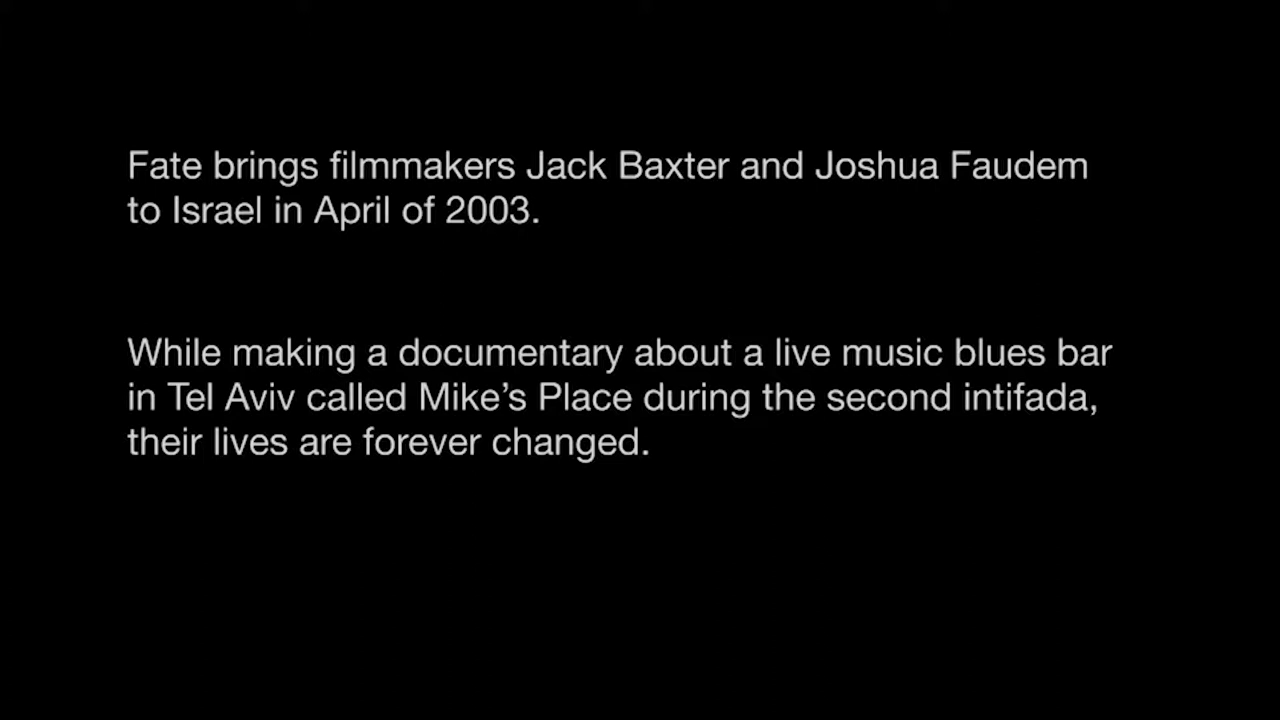 Fate brings filmmakers Jack Baxter and Joshua Faudem
to Israel in April of 2003.
While making a documentary about a live music blues bar
in Tel Aviv called Mike’s Place during the second intifada,
their lives are forever changed.